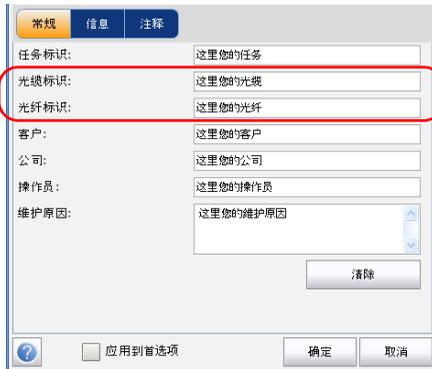 常规 信息 注释
任务标识: 这里您的任务
光缆标识: 这里您的光缆
光纤标识: 这里您的光纤
客户: 这里您的客户
公司: 这里您的公司
操作员: 这里您的操作员
维护原因: 这里您的维护原因
清除
? 应用到首选项 确定 取消